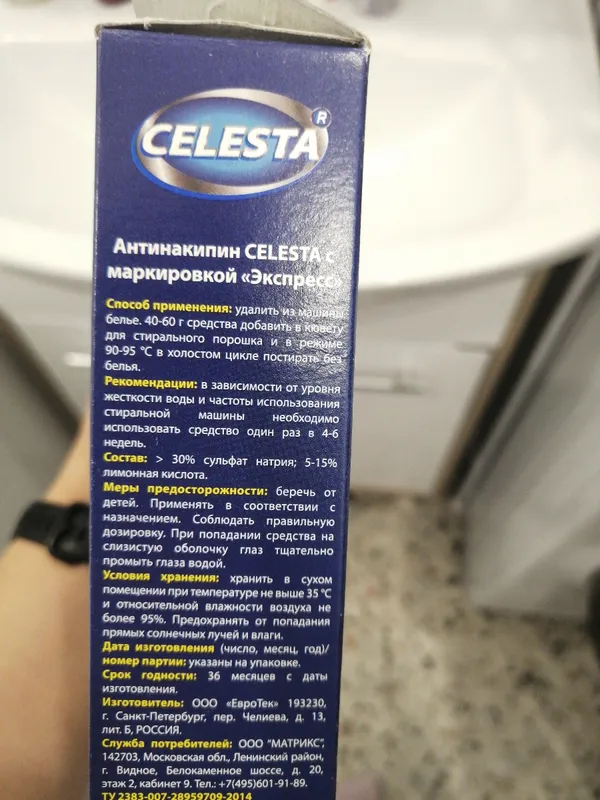 CELESTA ®
Антинакипин CELESTA с
маркировкой «Экспресс»
Способ применения: удалить из машины
белье. 40-60 г средства добавить в кювету
для стирального порошка и в режиме
90-95 °C в холостом цикле постирать без
белья.
Рекомендации: в зависимости от уровня
жесткости воды и частоты использования
стиральной машины необходимо
использовать средство один раз в 4-6
недель.
Состав: > 30% сульфат натрия; 5-15%
лимонная кислота.
Меры предосторожности: беречь от
детей. Применять в соответствии с
назначением. Соблюдать правильную
дозировку. При попадании средства на
слизистую оболочку глаз тщательно
промыть глаза водой.
Условия хранения: хранить в сухом
помещении при температуре не выше 35 °C
и относительной влажности воздуха не
более 95%. Предохранять от попадания
прямых солнечных лучей и влаги.
Дата изготовления (число, месяц, год)/
номер партии: указаны на упаковке.
Срок годности: 36 месяцев с даты
изготовления.
Изготовитель: ООО «ЕвроТек» 193230,
г. Санкт-Петербург, пер. Челиева, д. 13,
лит. Б, РОССИЯ.
Служба потребителей: ООО "МАТРИКС",
142703, Московская обл., Ленинский район,
г. Видное, Белокаменное шоссе, д. 20,
этаж 2, кабинет 9. Тел.: +7(495)601-91-89.
ТУ 2383-007-28959709-2014